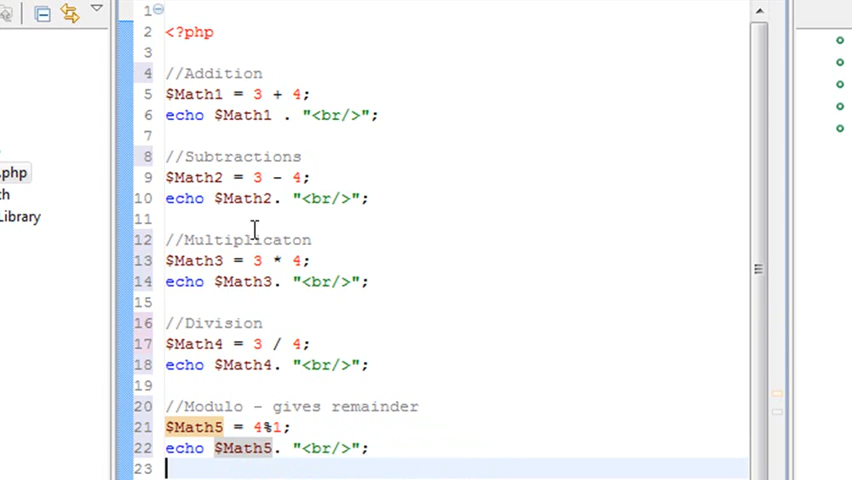 1
2 <?php
3
4 //Addition
5 $Math1 = 3 + 4;
6 echo $Math1 . "<br/>";
7
8 //Subtractions
9 $Math2 = 3 - 4;
10 echo $Math2. "<br/>";
11
12 //Multiplicaton
.php
13 $Math3 = 3 * 4;
14 echo $Math3. "<br/>";
Library
15
16 //Division
17 $Math4 = 3 / 4;
18 echo $Math4. "<br/>";
19
20 //Modulo - gives remainder
21 $Math5 = 4%1;
22 echo $Math5. "<br/>";
23